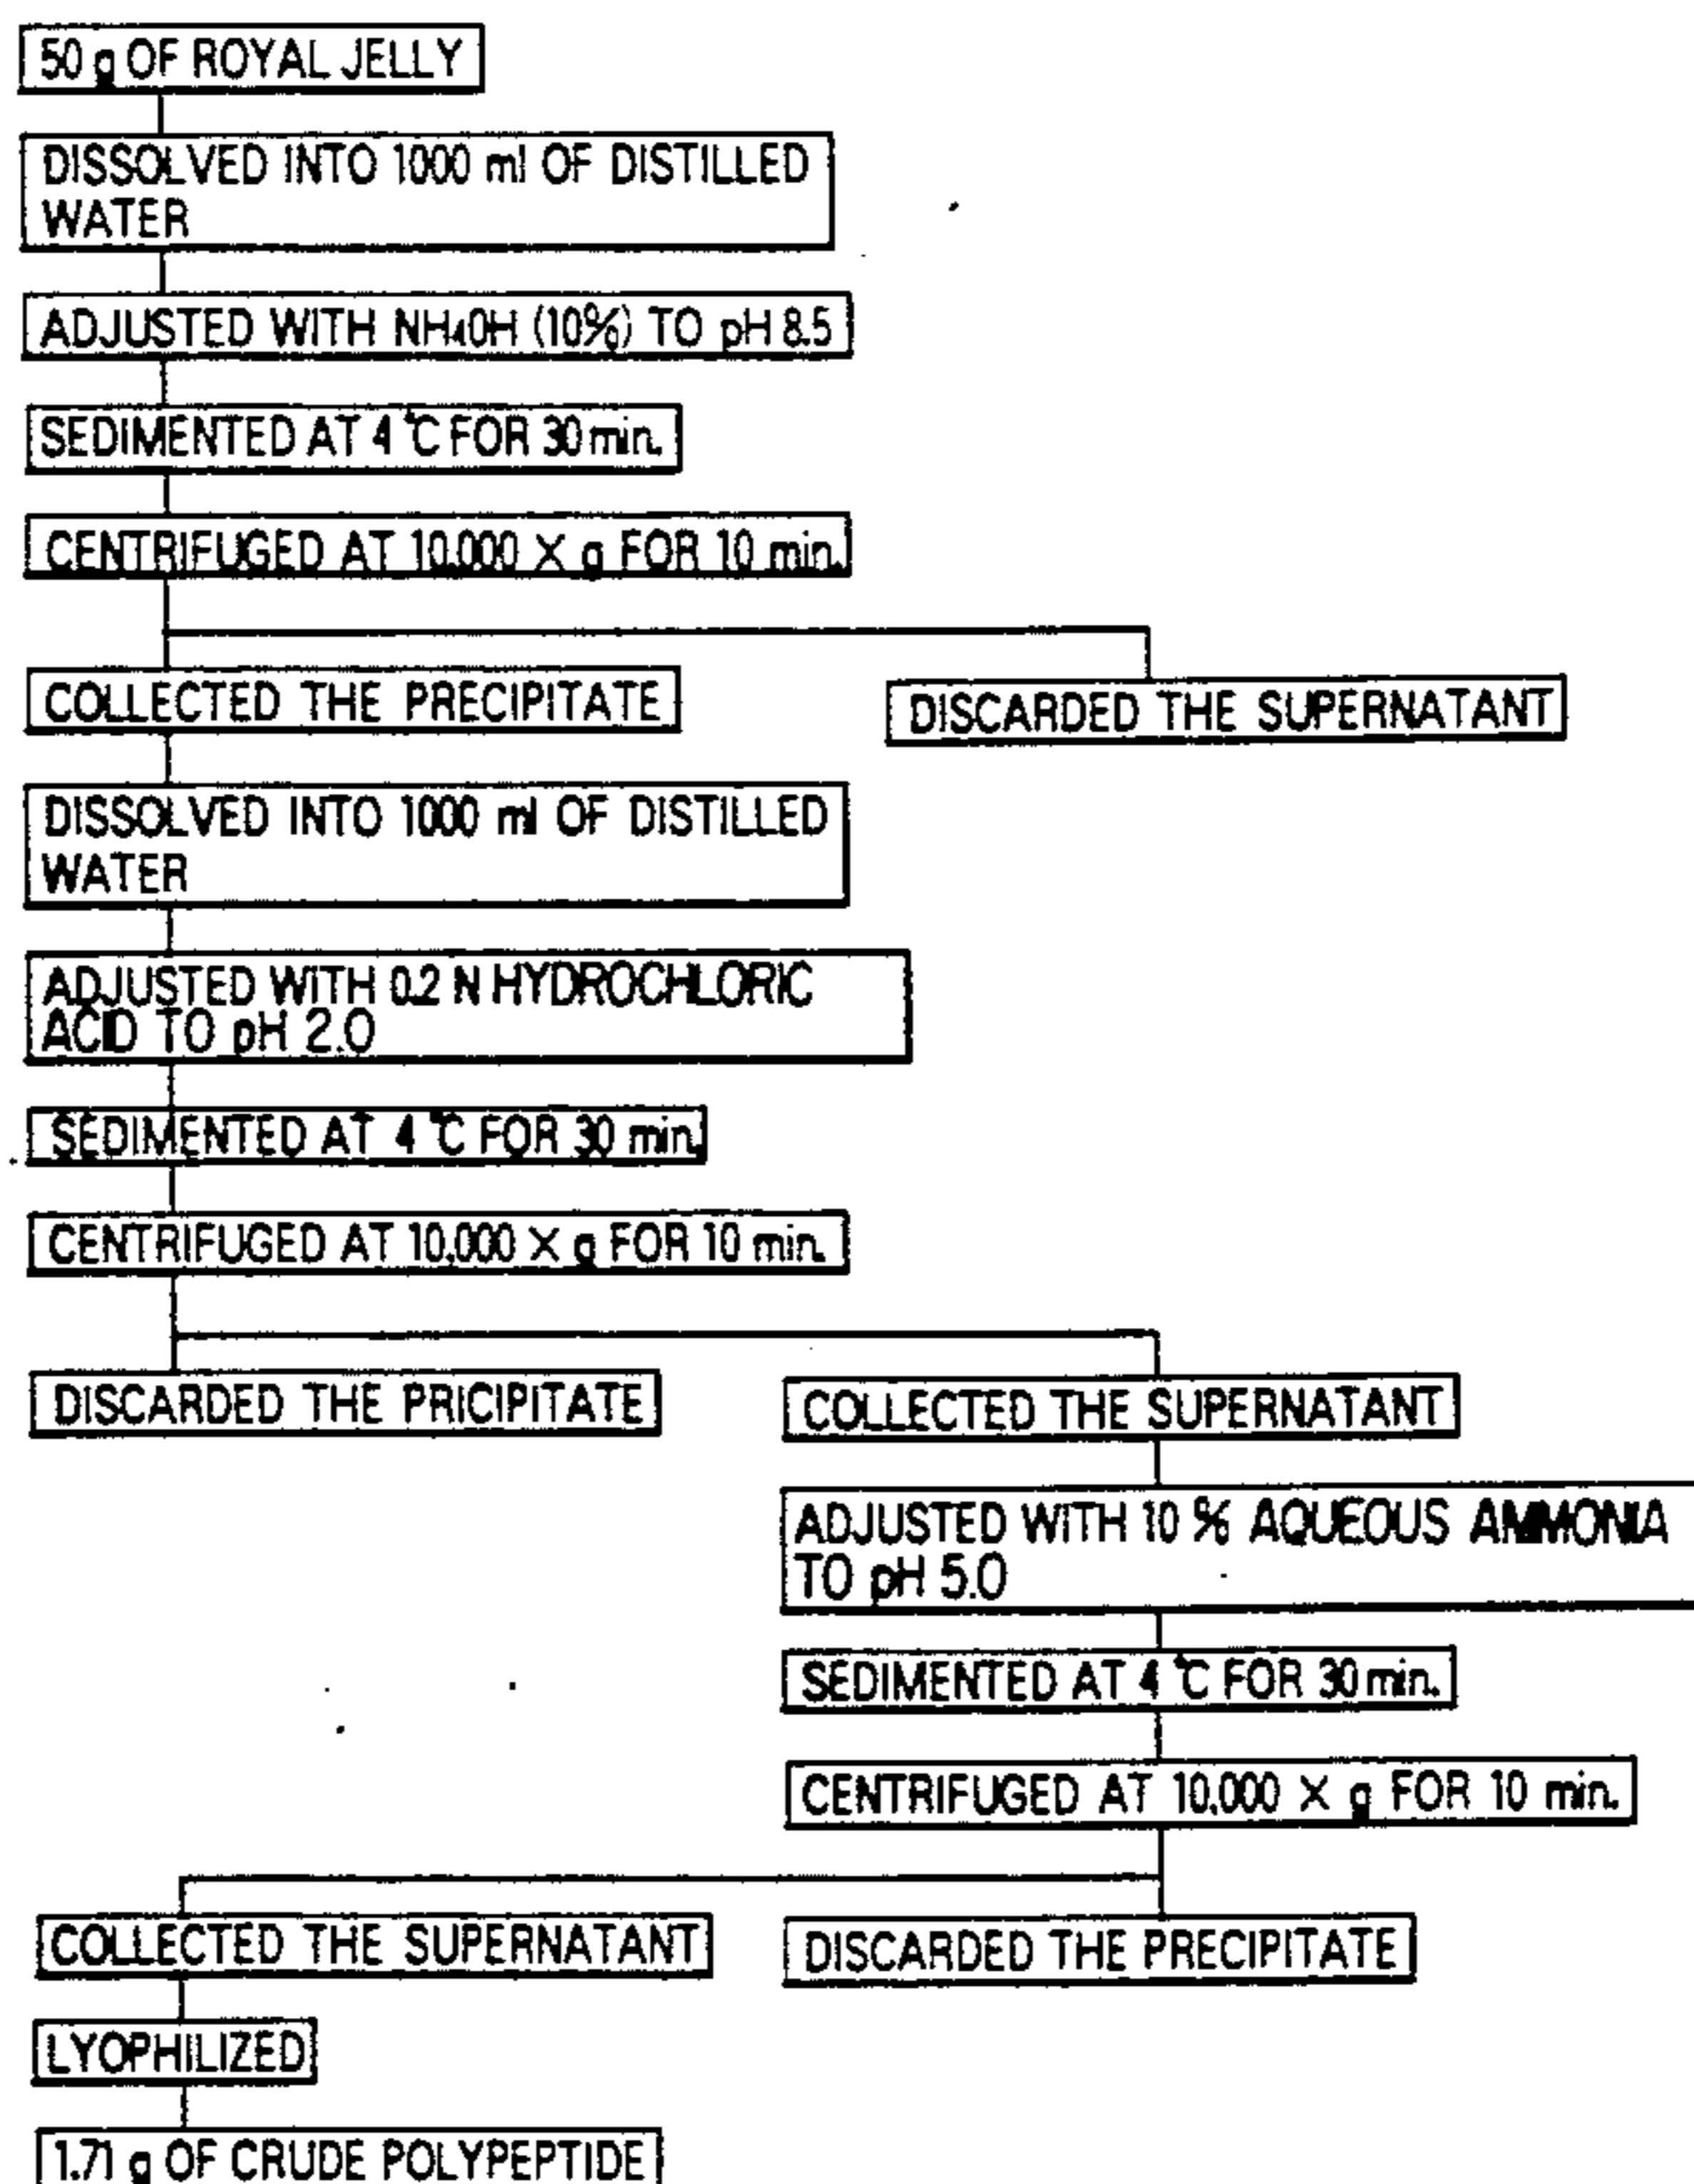 50 g OF ROYAL JELLY
DISSOLVED INTO 1000 ml OF DISTILLED
WATER
ADJUSTED WITH NH4OH (10%) TO pH 8.5
SEDIMENTED AT 4 °C FOR 30 min.
CENTRIFUGED AT 10,000 × g FOR 10 min.
COLLECTED THE PRECIPITATE
DISCARDED THE SUPERNATANT
DISSOLVED INTO 1000 ml OF DISTILLED
WATER
ADJUSTED WITH 0.2 N HYDROCHLORIC
ACID TO pH 2.0
SEDIMENTED AT 4 °C FOR 30 min.
CENTRIFUGED AT 10,000 × g FOR 10 min.
DISCARDED THE PRICIPITATE
COLLECTED THE SUPERNATANT
ADJUSTED WITH 10 % AQUEOUS AMMONIA
TO pH 5.0
SEDIMENTED AT 4 °C FOR 30 min.
CENTRIFUGED AT 10,000 × g FOR 10 min.
COLLECTED THE SUPERNATANT
DISCARDED THE PRECIPITATE
LYOPHILIZED
1.71 g OF CRUDE POLYPEPTIDE